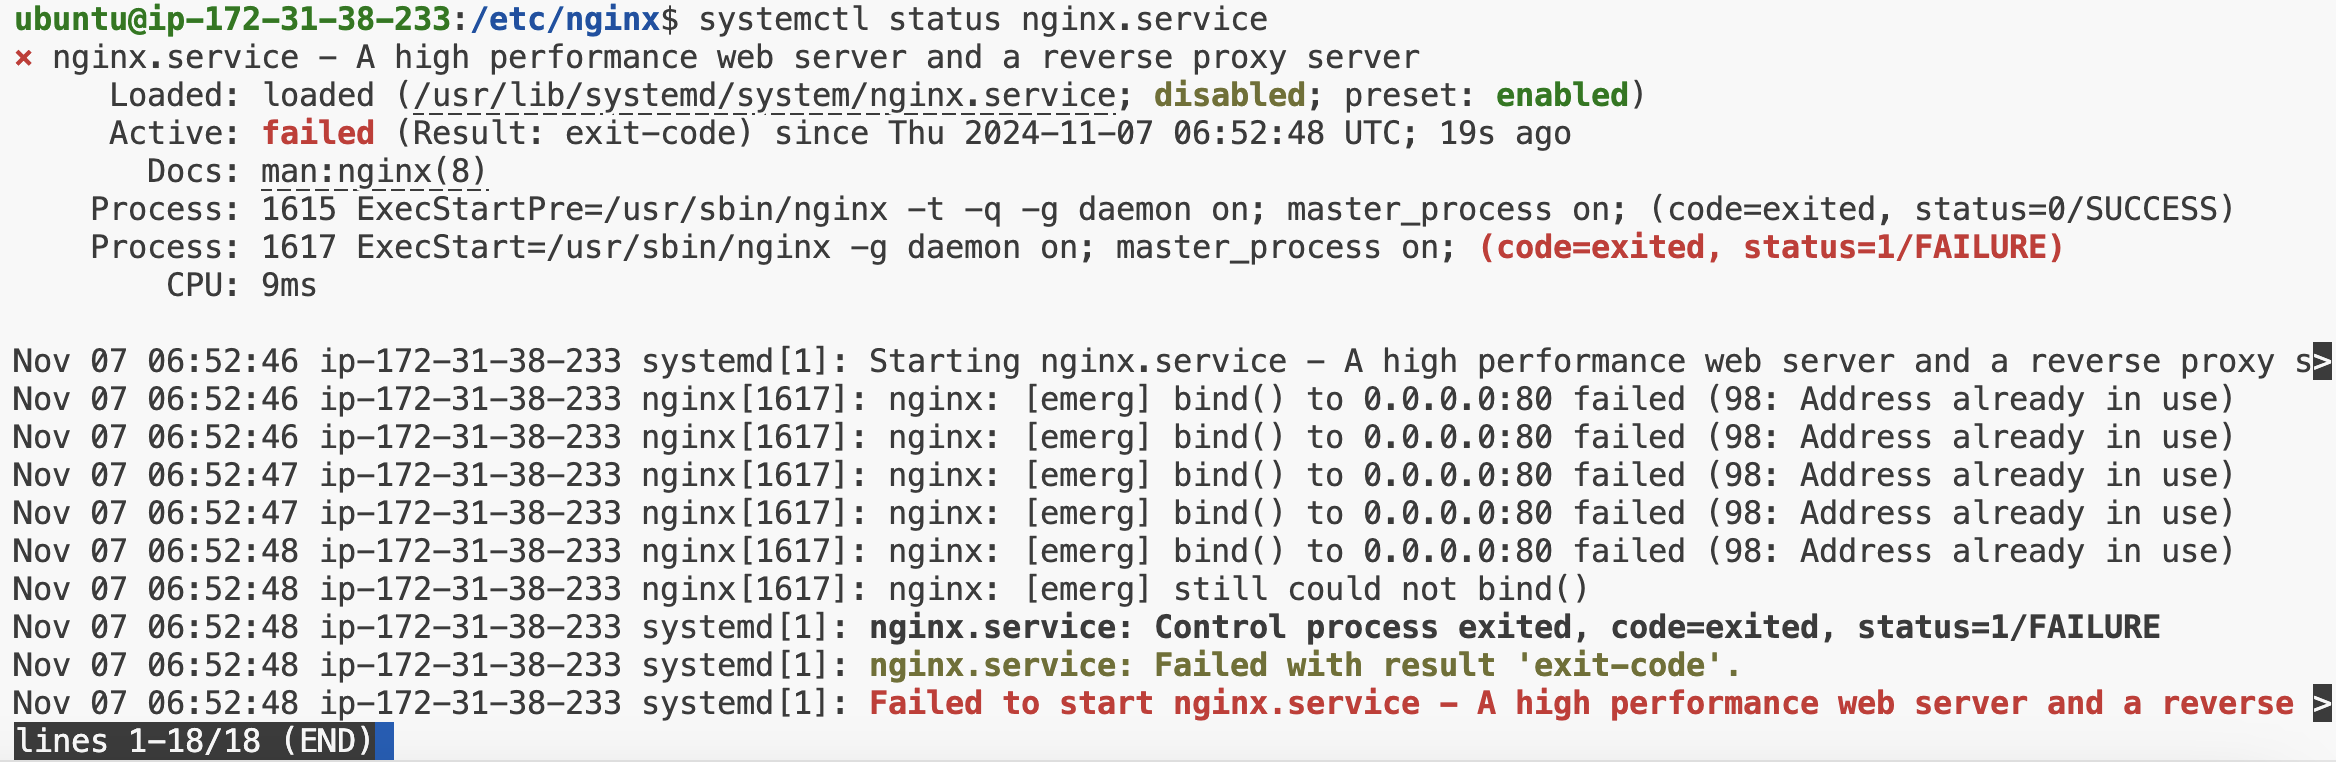 ubuntu@ip-172-31-38-233:/etc/nginx$ systemctl status nginx.service
× nginx.service - A high performance web server and a reverse proxy server
     Loaded: loaded (/usr/lib/systemd/system/nginx.service; disabled; preset: enabled)
     Active: failed (Result: exit-code) since Thu 2024-11-07 06:52:48 UTC; 19s ago
       Docs: man:nginx(8)
    Process: 1615 ExecStartPre=/usr/sbin/nginx -t -q -g daemon on; master_process on; (code=exited, status=0/SUCCESS)
    Process: 1617 ExecStart=/usr/sbin/nginx -g daemon on; master_process on; (code=exited, status=1/FAILURE)
        CPU: 9ms

Nov 07 06:52:46 ip-172-31-38-233 systemd[1]: Starting nginx.service - A high performance web server and a reverse proxy s>
Nov 07 06:52:46 ip-172-31-38-233 nginx[1617]: nginx: [emerg] bind() to 0.0.0.0:80 failed (98: Address already in use)
Nov 07 06:52:46 ip-172-31-38-233 nginx[1617]: nginx: [emerg] bind() to 0.0.0.0:80 failed (98: Address already in use)
Nov 07 06:52:47 ip-172-31-38-233 nginx[1617]: nginx: [emerg] bind() to 0.0.0.0:80 failed (98: Address already in use)
Nov 07 06:52:47 ip-172-31-38-233 nginx[1617]: nginx: [emerg] bind() to 0.0.0.0:80 failed (98: Address already in use)
Nov 07 06:52:48 ip-172-31-38-233 nginx[1617]: nginx: [emerg] bind() to 0.0.0.0:80 failed (98: Address already in use)
Nov 07 06:52:48 ip-172-31-38-233 nginx[1617]: nginx: [emerg] still could not bind()
Nov 07 06:52:48 ip-172-31-38-233 systemd[1]: nginx.service: Control process exited, code=exited, status=1/FAILURE
Nov 07 06:52:48 ip-172-31-38-233 systemd[1]: nginx.service: Failed with result 'exit-code'.
Nov 07 06:52:48 ip-172-31-38-233 systemd[1]: Failed to start nginx.service - A high performance web server and a reverse >
lines 1-18/18 (END)